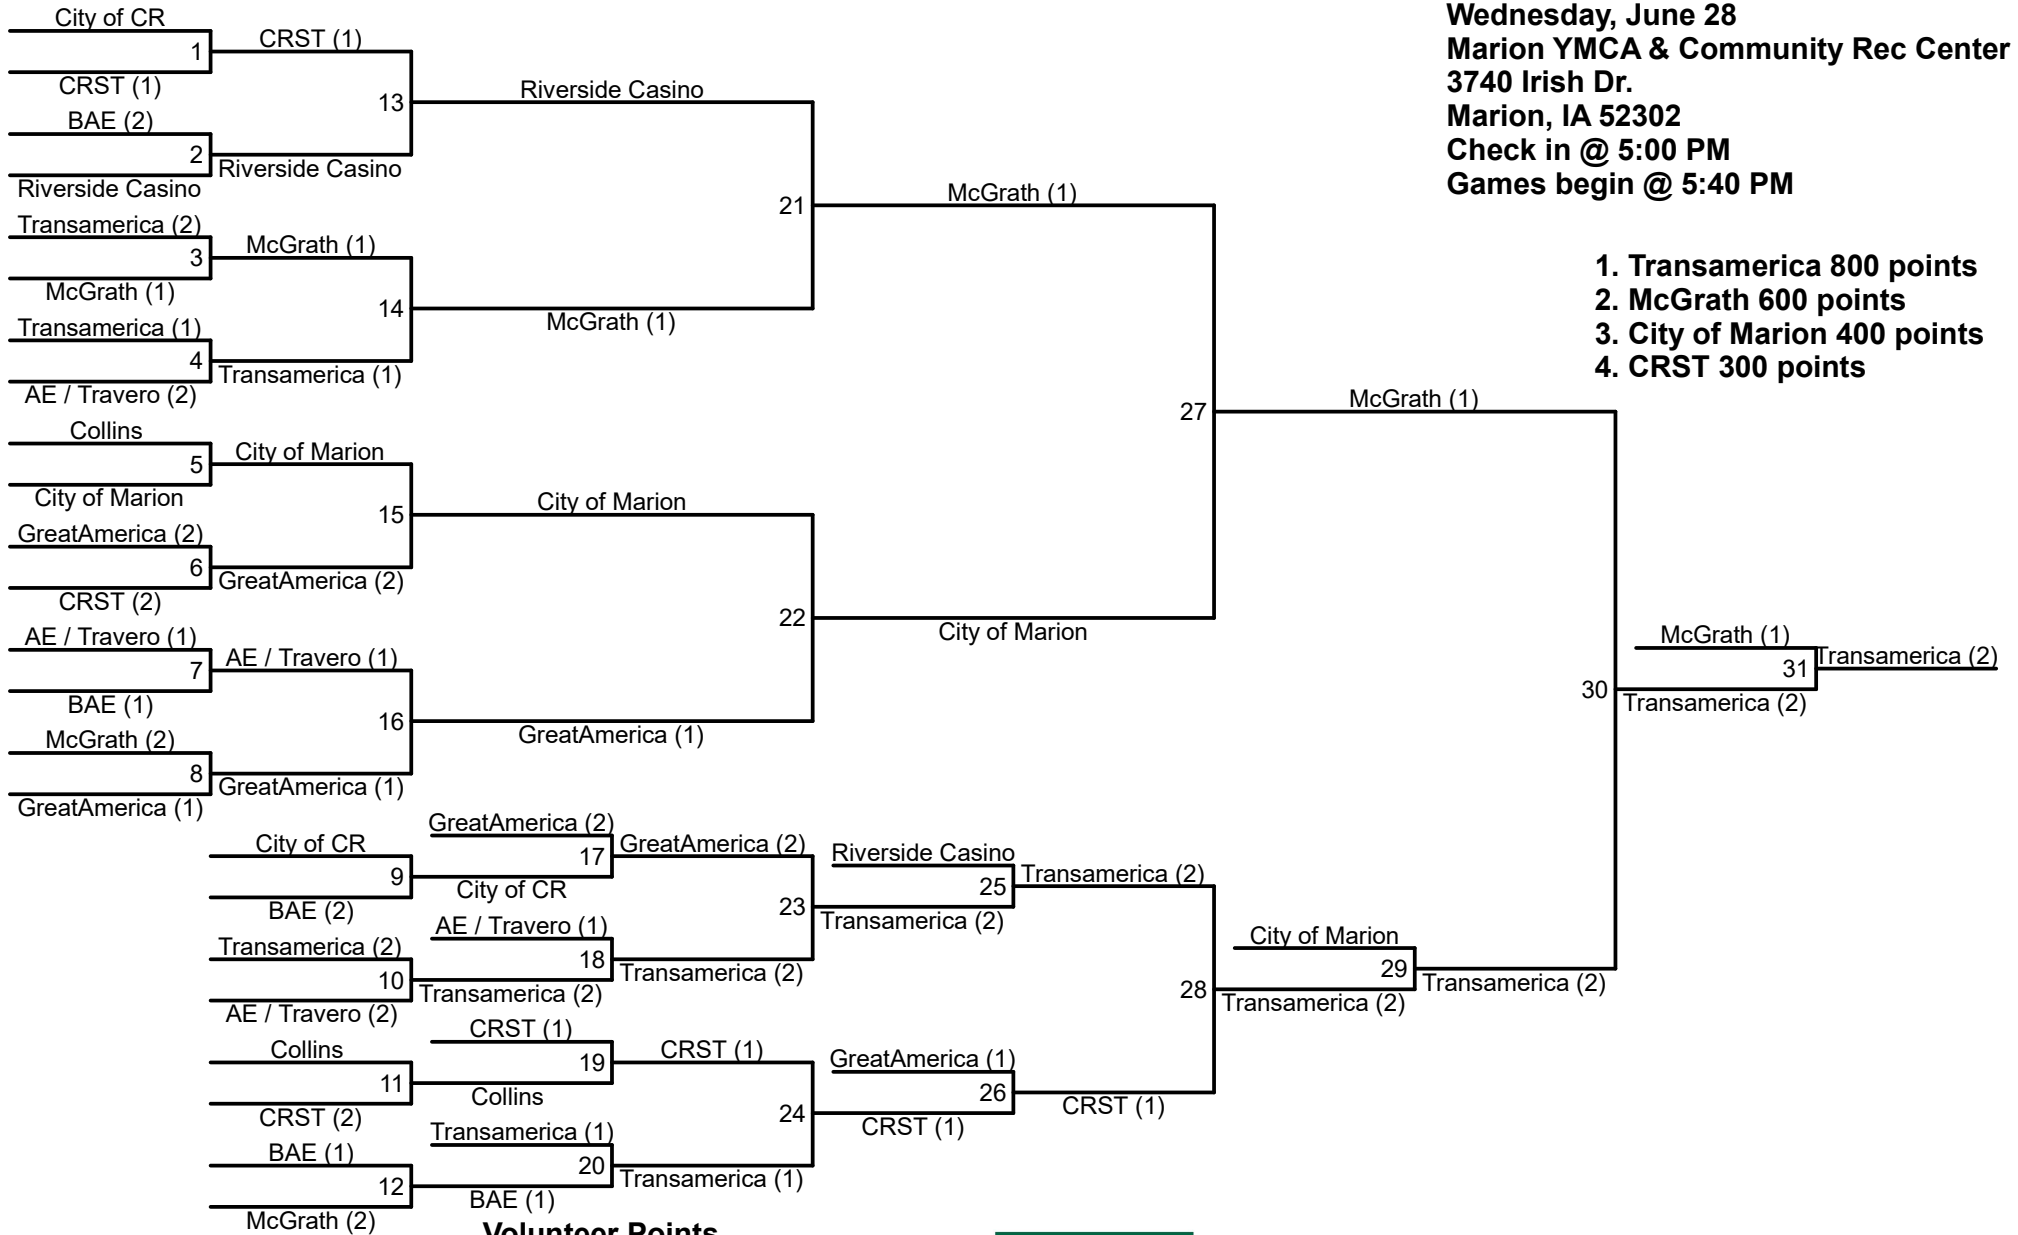 City of CR
1
CRST (1)
CRST (1)
BAE (2)
2
Riverside Casino
Riverside Casino
13
Riverside Casino
Transamerica (2)
3
McGrath (1)
McGrath (1)
Transamerica (1)
4
AE / Travero (2)
Transamerica (1)
14
McGrath (1)
21
McGrath (1)
Collins
5
City of Marion
City of Marion
GreatAmerica (2)
6
CRST (2)
GreatAmerica (2)
15
City of Marion
AE / Travero (1)
7
BAE (1)
AE / Travero (1)
McGrath (2)
8
GreatAmerica (1)
GreatAmerica (1)
16
GreatAmerica (1)
22
City of Marion
27
McGrath (1)
City of CR
9
BAE (2)
GreatAmerica (2)
17
City of CR
GreatAmerica (2)
Transamerica (2)
10
AE / Travero (2)
AE / Travero (1)
18
Transamerica (2)
Transamerica (2)
23
Riverside Casino
25
Transamerica (2)
Transamerica (2)
Collins
11
CRST (2)
CRST (1)
19
Collins
CRST (1)
BAE (1)
12
McGrath (2)
Transamerica (1)
20
BAE (1)
Transamerica (1)
24
GreatAmerica (1)
26
CRST (1)
CRST (1)
28
City of Marion
29
Transamerica (2)
Transamerica (2)
30
McGrath (1)
31
Transamerica (2)
Transamerica (2)
Wednesday, June 28
Marion YMCA & Community Rec Center
3740 Irish Dr.
Marion, IA 52302
Check in @ 5:00 PM
Games begin @ 5:40 PM
1. Transamerica 800 points
2. McGrath 600 points
3. City of Marion 400 points
4. CRST 300 points
Volunteer Points